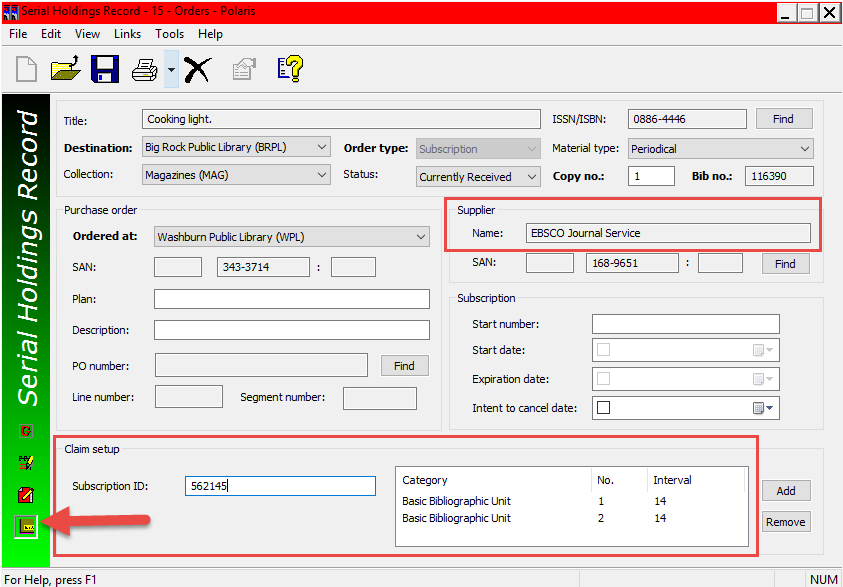 Serial Holdings Record - 15 - Orders - Polaris
File Edit View Links Tools Help
Serial Holdings Record
Title: Cooking light. ISSN/ISBN: 0886-4446 Find
Destination: Big Rock Public Library (BRPL) Order type: Subscription Material type: Periodical
Collection: Magazines (MAG) Status: Currently Received Copy no.: 1 Bib no.: 116390
Purchase order
Ordered at: Washburn Public Library (WPL)
SAN: 343-3714 :
Plan:
Description:
PO number: Find
Line number: Segment number:
Supplier
Name: EBSCO Journal Service
SAN: 168-9651 : Find
Subscription
Start number:
Start date:
Expiration date:
Intent to cancel date:
Claim setup
Subscription ID: 562145
Category No. Interval
Basic Bibliographic Unit 1 14
Basic Bibliographic Unit 2 14
Add
Remove
For Help, press F1 NUM